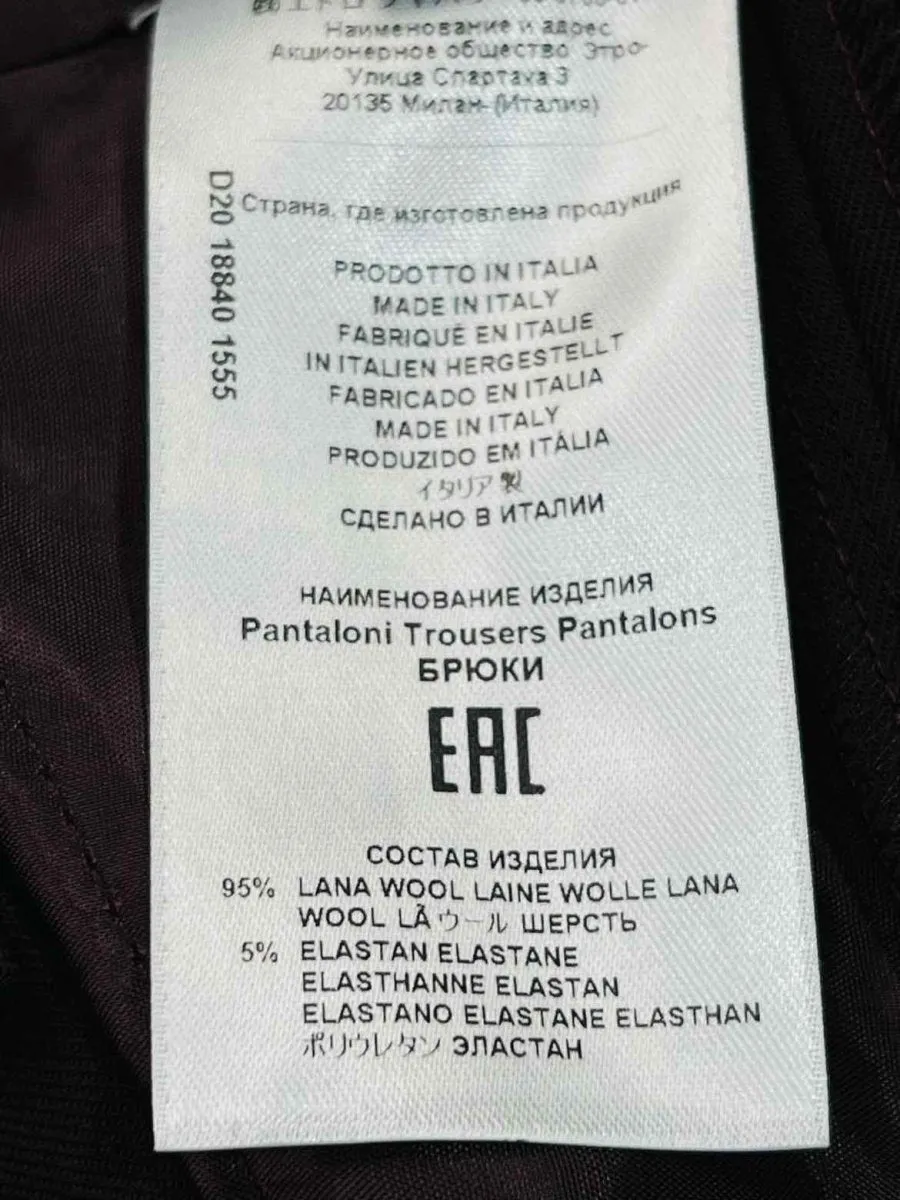 Наименование и адрес
Акционерное общество Этро
Улица Спартава 3
20135 Милан- (Италия)
D20 18840 1555
Страна, где изготовлена продукция
PRODOTTO IN ITALIA
MADE IN ITALY
FABRIQUÉ EN ITALIE
IN ITALIEN HERGESTELLT
FABRICADO EN ITALIA
MADE IN ITALY
PRODUZIDO EM ITÁLIA
イタリア製
СДЕЛАНО В ИТАЛИИ
НАИМЕНОВАНИЕ ИЗДЕЛИЯ
Pantaloni Trousers Pantalons
БРЮКИ
EAC
СОСТАВ ИЗДЕЛИЯ
95% LANA WOOL LAINE WOLLE LANA
WOOL LÃ ウール ШЕРСТЬ
5% ELASTAN ELASTANE
ELASTHANNE ELASTAN
ELASTANO ELASTANE ELASTHAN
ポリウレタン ЭЛАСТАН